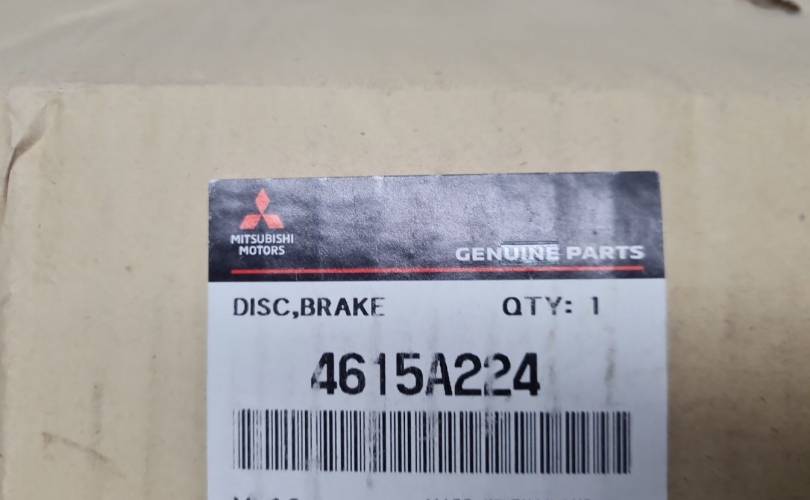 MITSUBISHI
MOTORS
GENUINE PARTS
DISC,BRAKE QTY: 1
4615A224